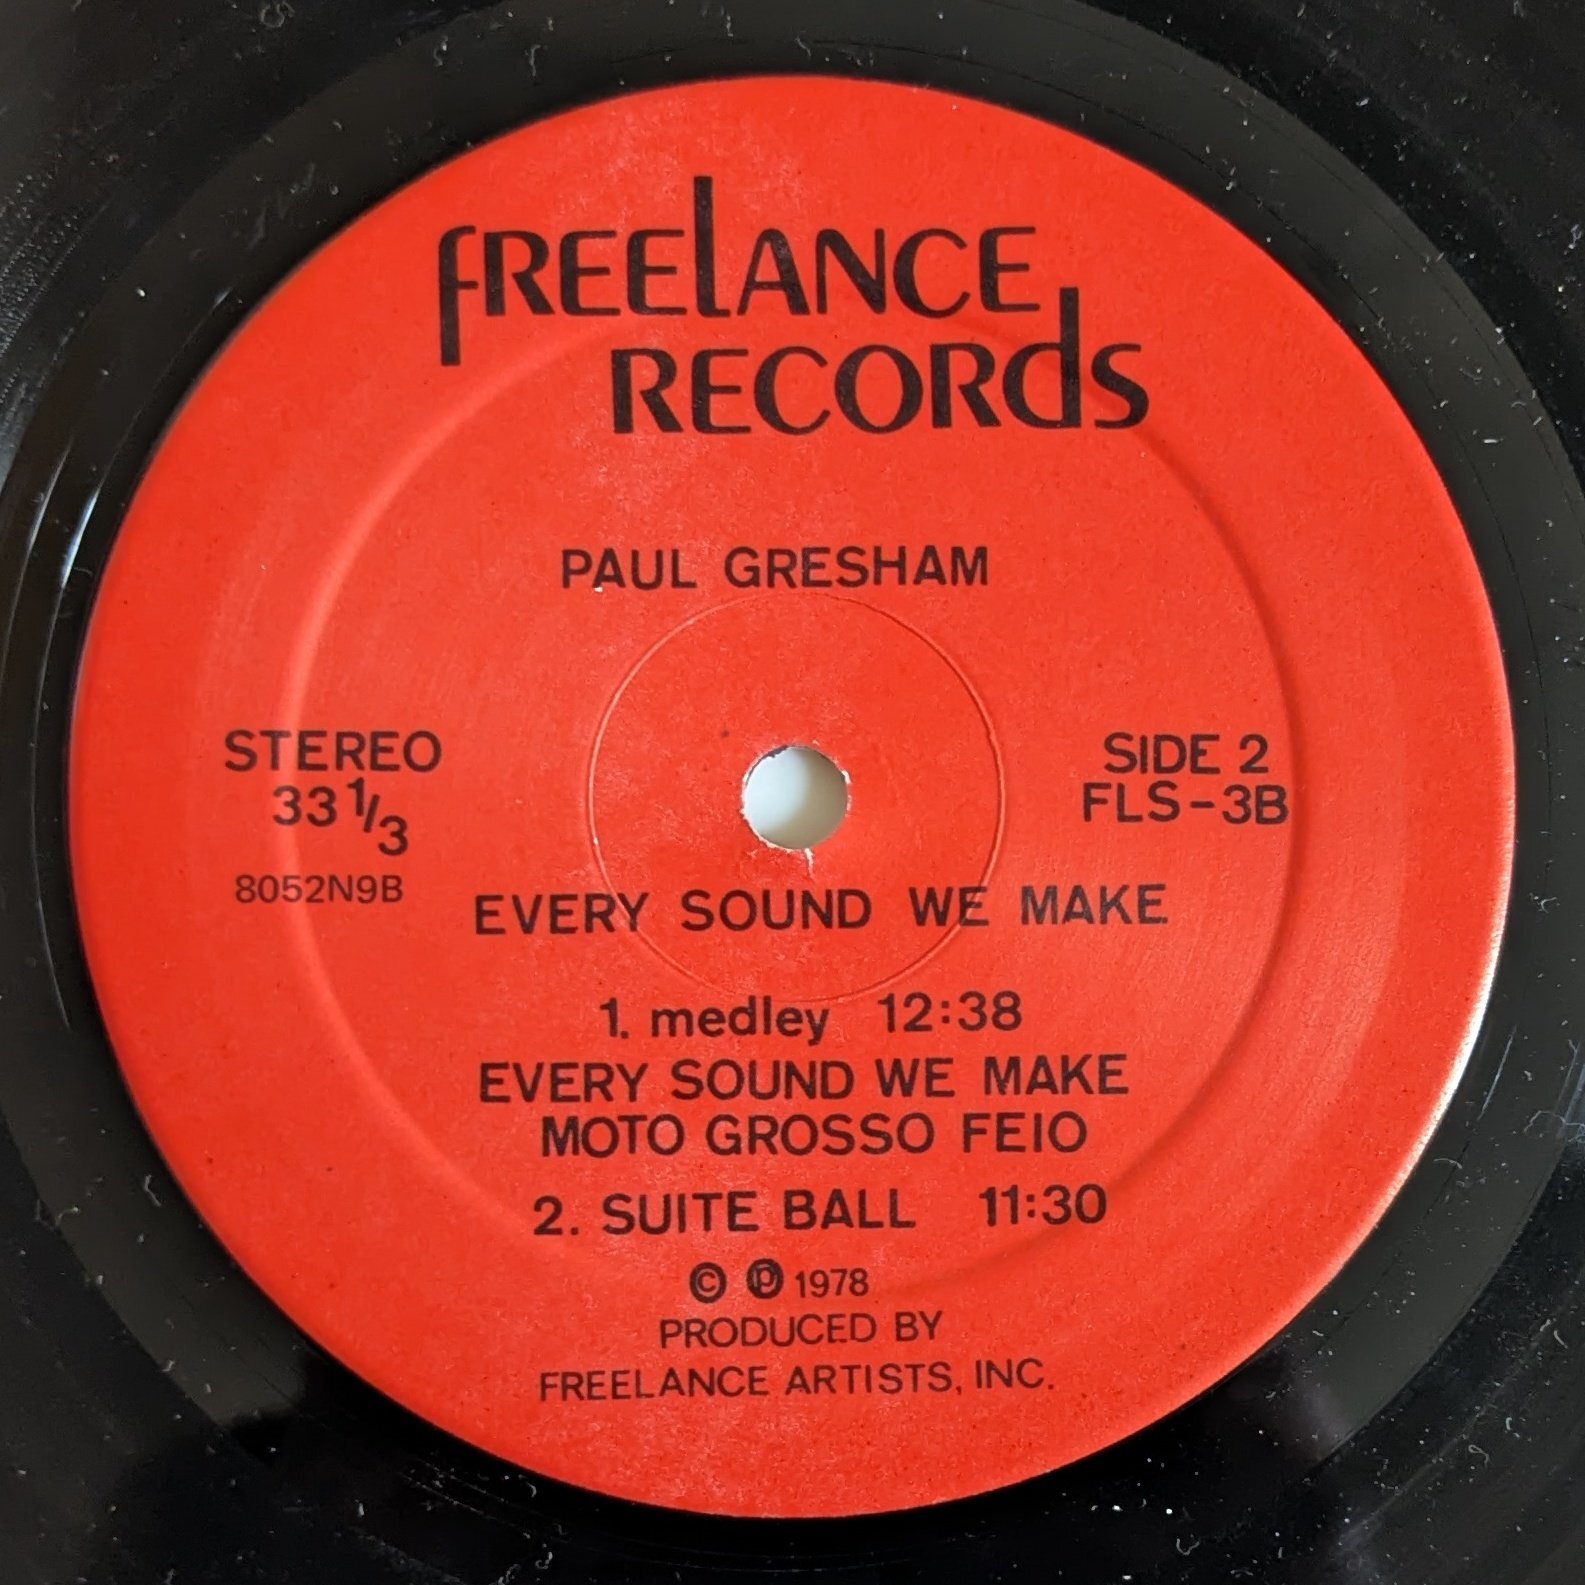 fREElANCE
RECORdS
PAUL GRESHAM
STEREO
33 1/3
8052N9B
SIDE 2
FLS-3B
EVERY SOUND WE MAKE
1. medley 12:38
EVERY SOUND WE MAKE
MOTO GROSSO FEIO
2. SUITE BALL 11:30
© ℗ 1978
PRODUCED BY
FREELANCE ARTISTS, INC.